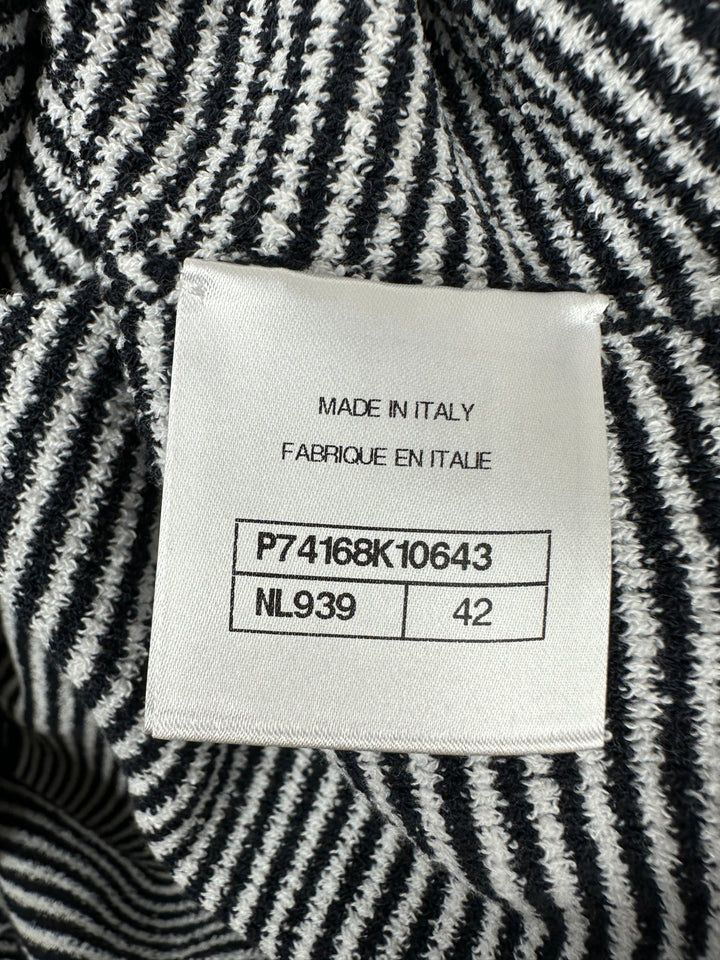 MADE IN ITALY
FABRIQUE EN ITALIE
P74168K10643
NL939 42